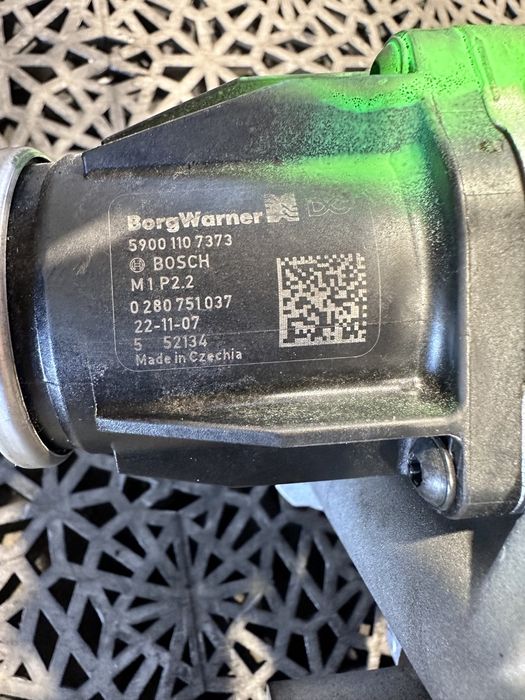 BorgWarner
5900 110 7373
BOSCH
M1 P2.2
0 280 751 037
22-11-07
5 52134
Made in Czechia